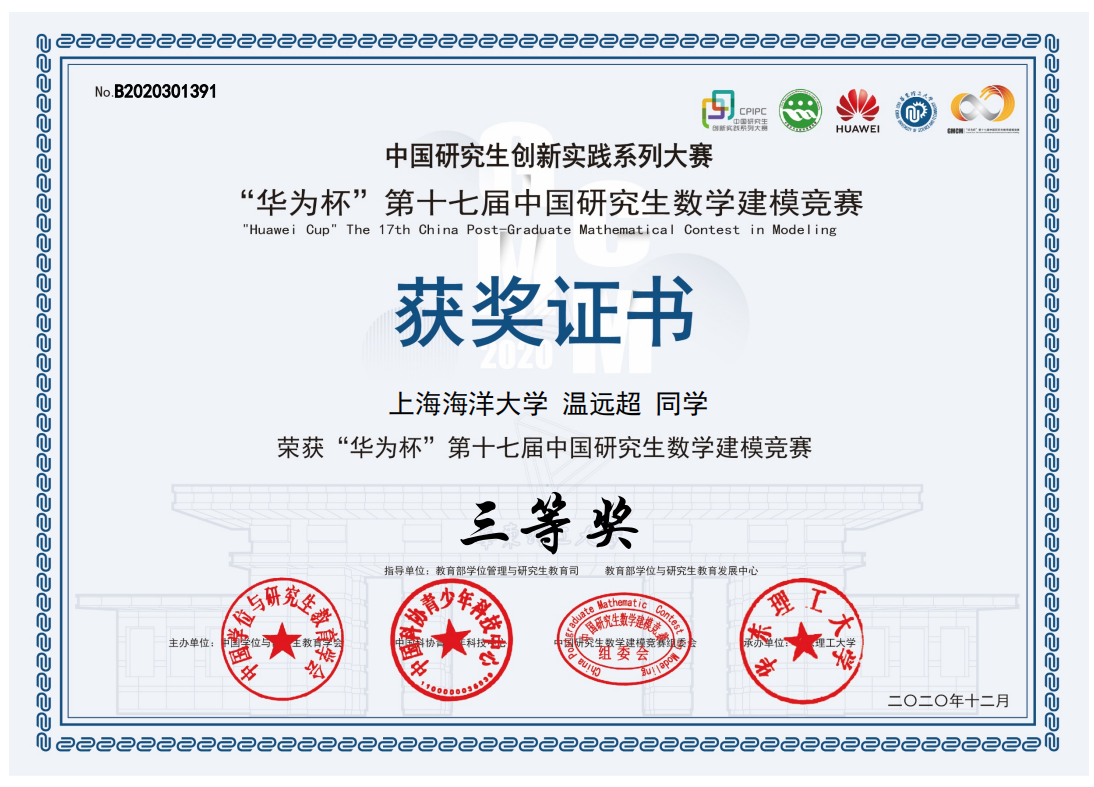 No.B2020301391
CPIPC
中国研究生
创新实践系列大赛
HUAWEI
中国研究生创新实践系列大赛
“华为杯”第十七届中国研究生数学建模竞赛
"Huawei Cup" The 17th China Post-Graduate Mathematical Contest in Modeling
获奖证书
2020
上海海洋大学 温远超 同学
荣获“华为杯”第十七届中国研究生数学建模竞赛
三等奖
指导单位：教育部学位管理与研究生教育司 教育部学位与研究生教育发展中心
主办单位：中国学位与研究生教育学会 中国科协青少年科技中心 中国研究生数学建模竞赛组委会 承办单位：华东理工大学
中国学位与研究生教育学会
中国科协青少年科技中心
1100000030030
China Postgraduate Mathematic Contest Modeling
中国研究生数学建模竞赛
组委会
华东理工大学
二〇二〇年十二月